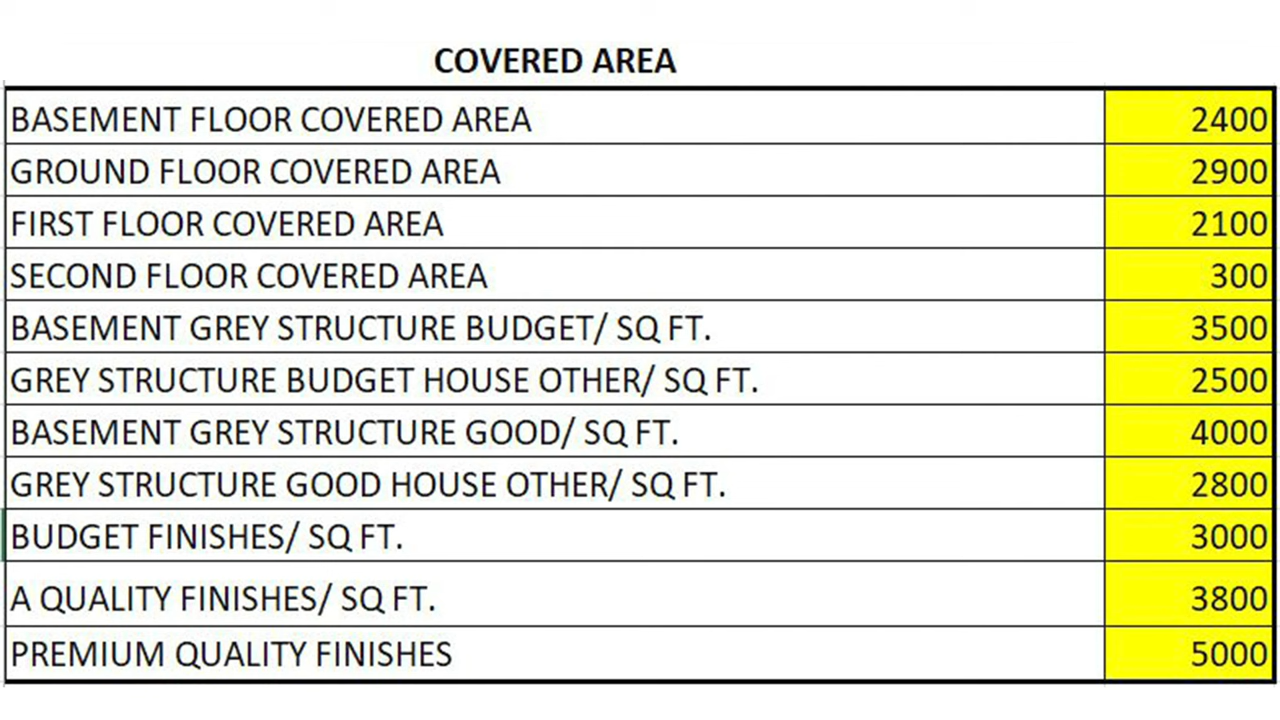 COVERED AREA
BASEMENT FLOOR COVERED AREA 2400
GROUND FLOOR COVERED AREA 2900
FIRST FLOOR COVERED AREA 2100
SECOND FLOOR COVERED AREA 300
BASEMENT GREY STRUCTURE BUDGET/ SQ FT. 3500
GREY STRUCTURE BUDGET HOUSE OTHER/ SQ FT. 2500
BASEMENT GREY STRUCTURE GOOD/ SQ FT. 4000
GREY STRUCTURE GOOD HOUSE OTHER/ SQ FT. 2800
BUDGET FINISHES/ SQ FT. 3000
A QUALITY FINISHES/ SQ FT. 3800
PREMIUM QUALITY FINISHES 5000